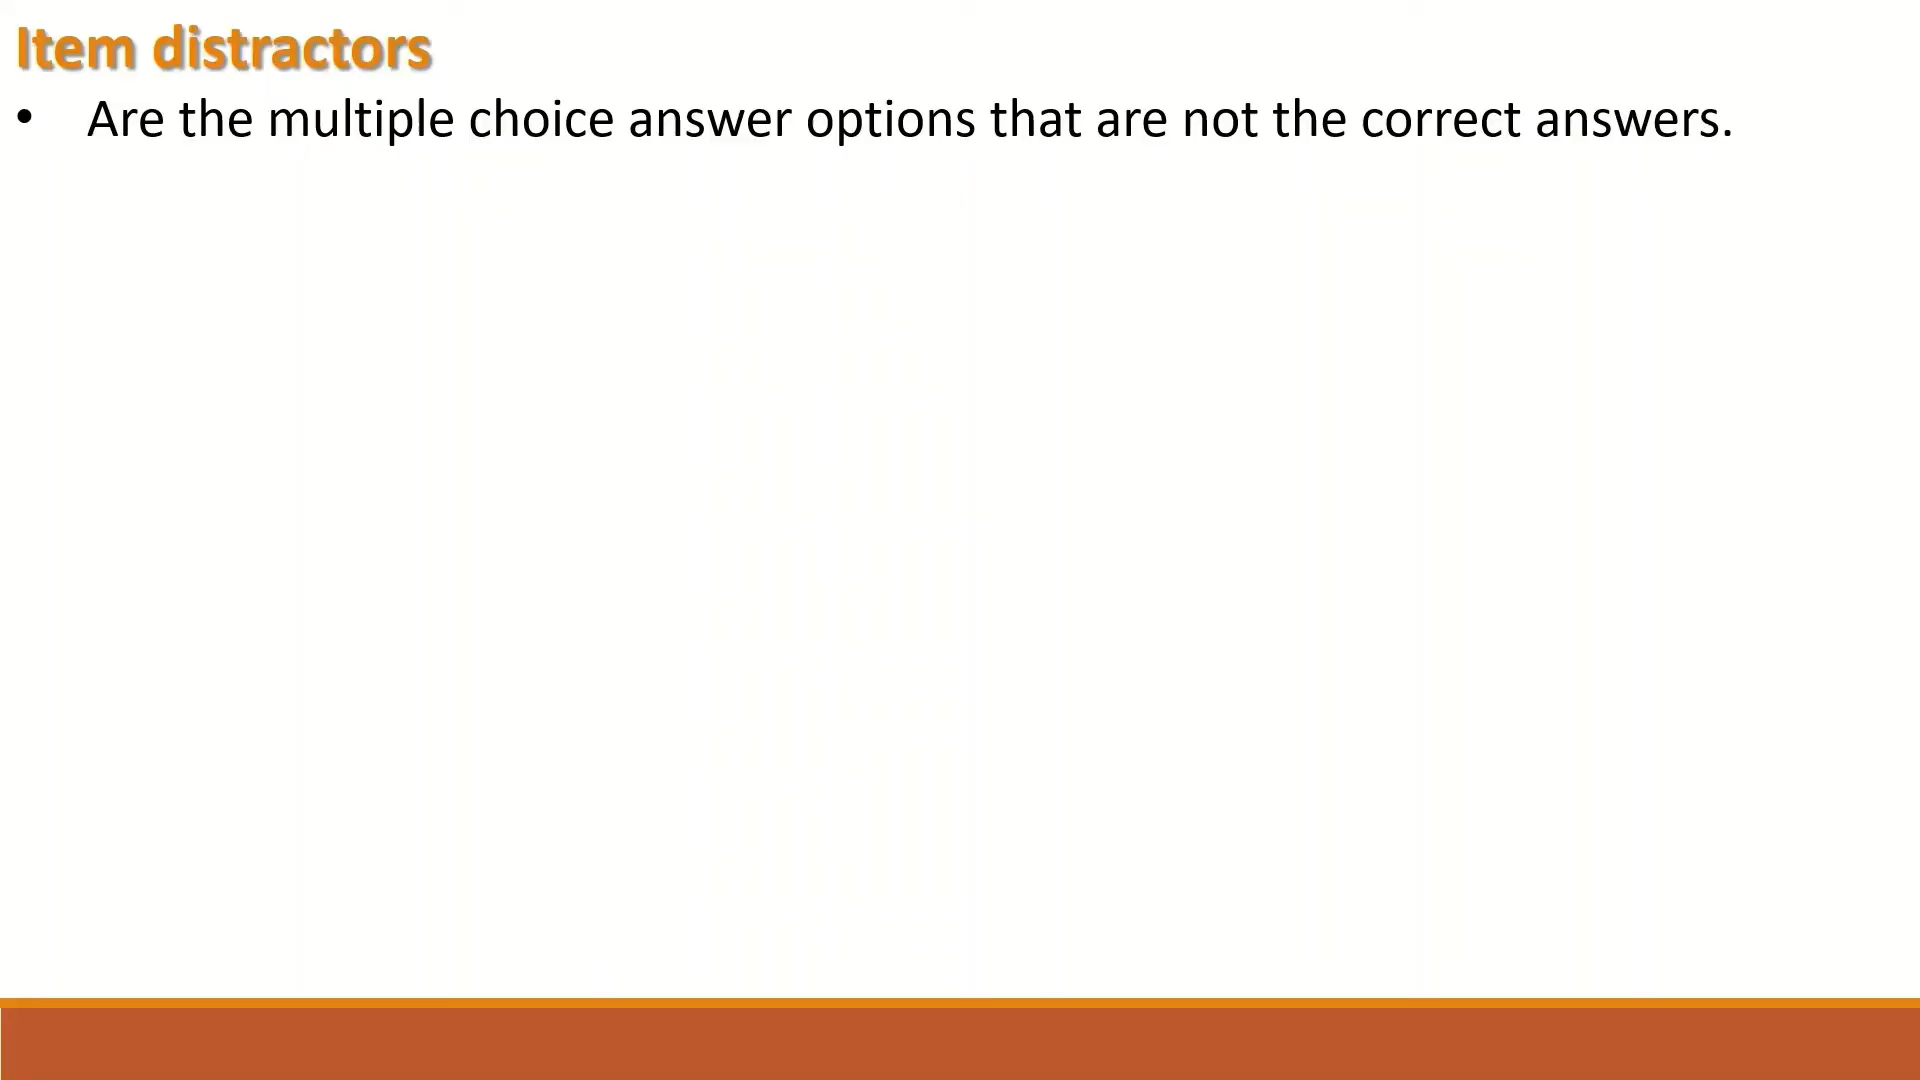 Item distractors
• Are the multiple choice answer options that are not the correct answers.